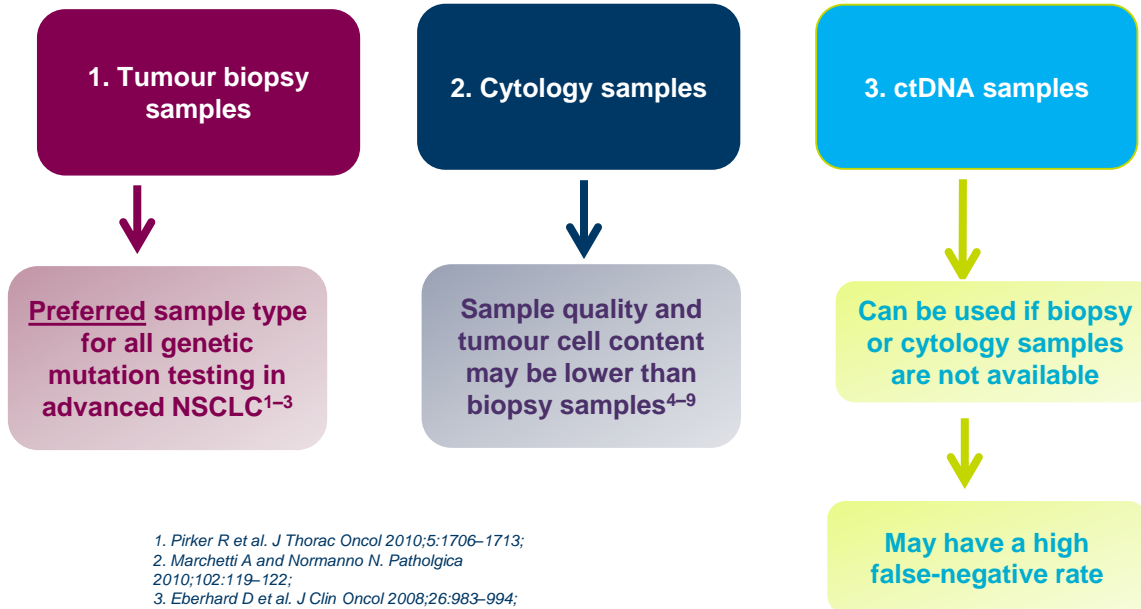 1. Tumour biopsy
samples
2. Cytology samples
3. ctDNA samples
Preferred sample type
for all genetic
mutation testing in
advanced NSCLC¹⁻³
Sample quality and
tumour cell content
may be lower than
biopsy samples⁴⁻⁹
Can be used if biopsy
or cytology samples
are not available
May have a high
false-negative rate
1. Pirker R et al. J Thorac Oncol 2010;5:1706–1713;
2. Marchetti A and Normanno N. Patholgica
2010;102:119–122;
3. Eberhard D et al. J Clin Oncol 2008;26:983–994;